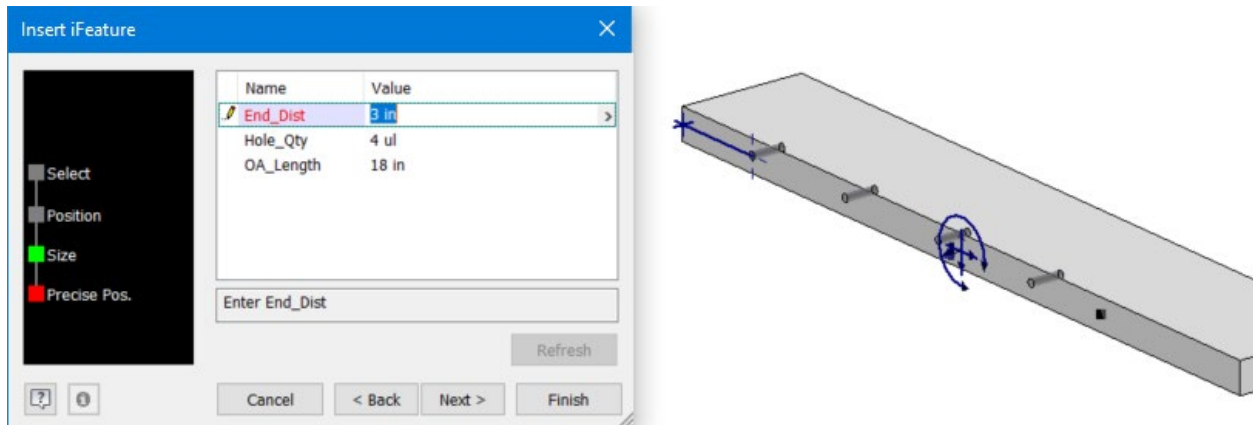 Insert iFeature
Name Value
End_Dist 3 in
Hole_Qty 4 ul
OA_Length 18 in
Select
Position
Size
Precise Pos.
Enter End_Dist
Refresh
Cancel < Back Next > Finish